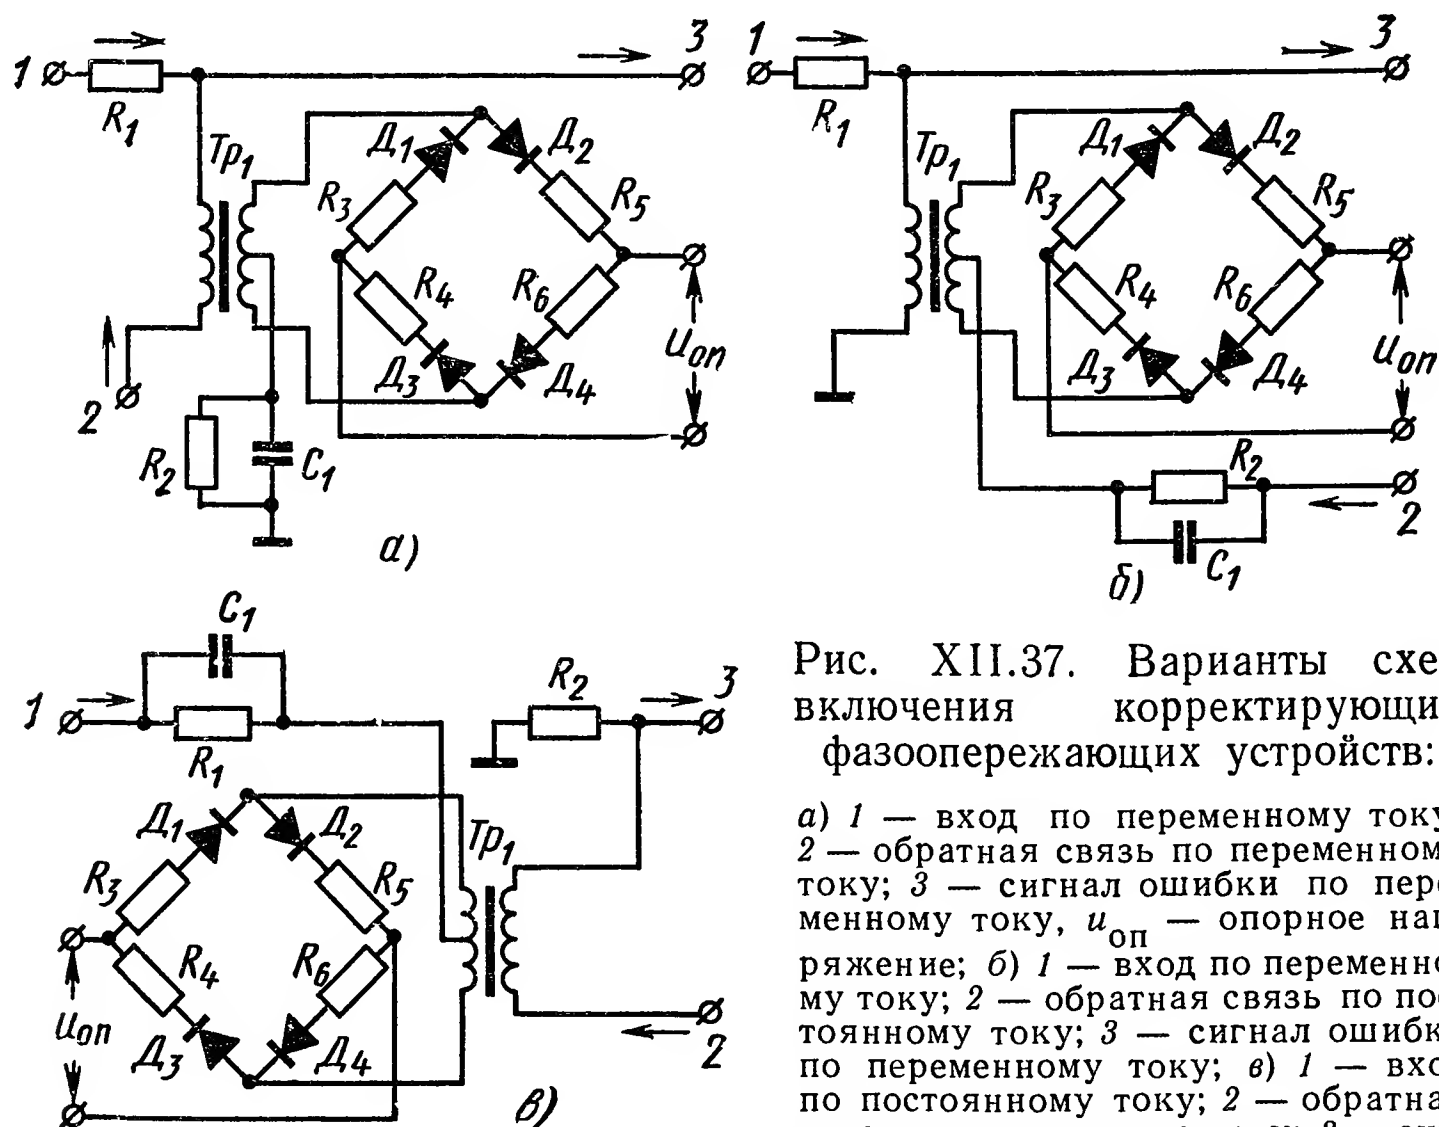 1
R1
3
Тр1
Д1
Д2
R3
R5
R4
R6
Д3
Д4
uоп
2
R2
C1
а)
1
R1
3
Тр1
Д1
Д2
R3
R5
R4
R6
Д3
Д4
uоп
R2
2
C1
б)
C1
1
R1
R2
3
Д1
Д2
Тр1
R3
R5
R4
R6
uоп
Д3
Д4
2
в)
Рис. XII.37. Варианты схе
включения корректирующи
фазоопережающих устройств:
а) 1 — вход по переменному току
2 — обратная связь по переменном
току; 3 — сигнал ошибки по пере
менному току, uоп — опорное нап
ряжение; б) 1 — вход по переменно
му току; 2 — обратная связь по пос
тоянному току; 3 — сигнал ошибк
по переменному току; в) 1 — вхо
по постоянному току; 2 — обратна